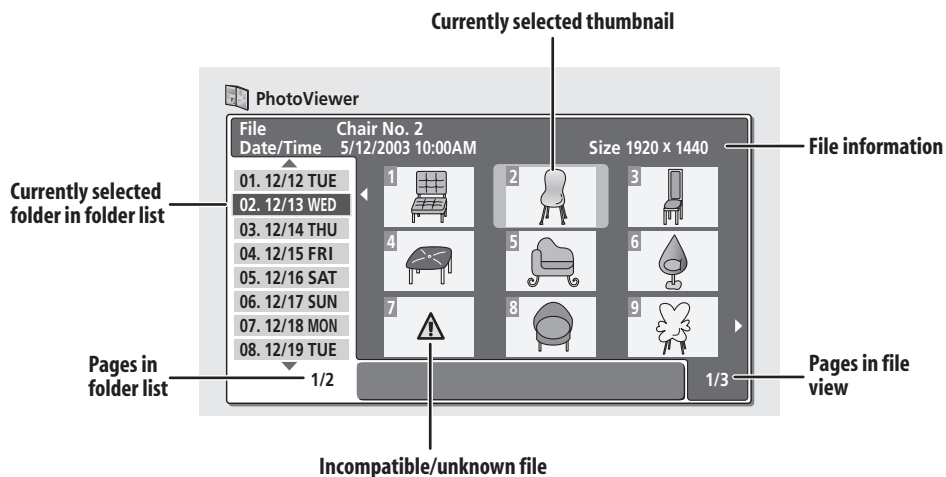 Currently selected thumbnail
PhotoViewer
File Chair No. 2
Date/Time 5/12/2003 10:00AM Size 1920 x 1440
File information
Currently selected
folder in folder list
01. 12/12 TUE
02. 12/13 WED
03. 12/14 THU
04. 12/15 FRI
05. 12/16 SAT
06. 12/17 SUN
07. 12/18 MON
08. 12/19 TUE
1 2 3
4 5 6
7 8 9
Pages in
folder list
1/2
1/3
Pages in file
view
Incompatible/unknown file